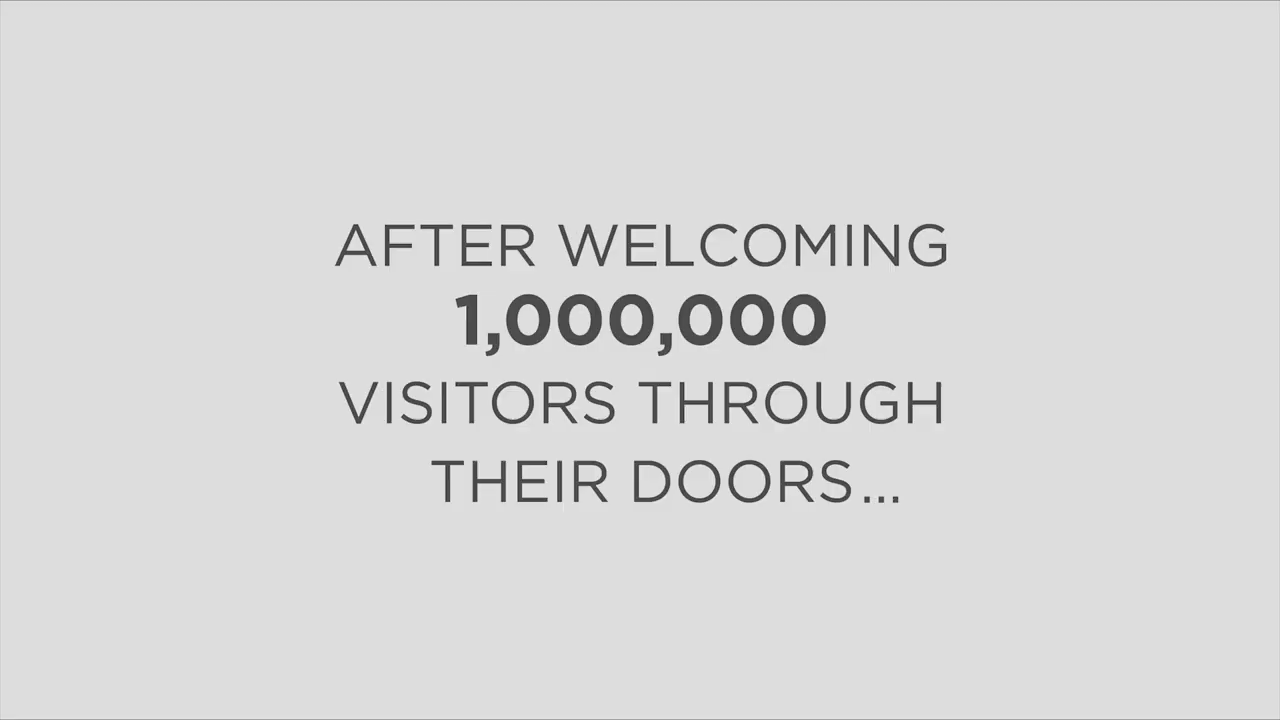 AFTER WELCOMING
1,000,000
VISITORS THROUGH
THEIR DOORS...